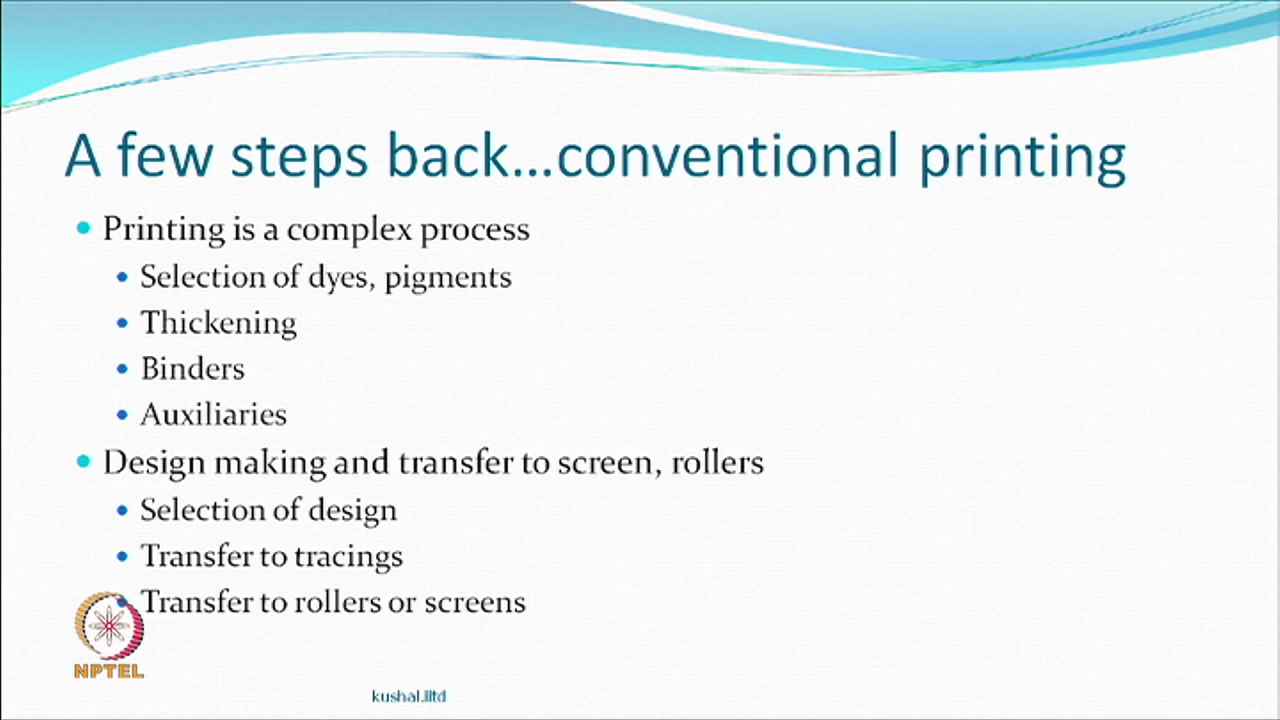 A few steps back...conventional printing
Printing is a complex process
Selection of dyes, pigments
Thickening
Binders
Auxiliaries
Design making and transfer to screen, rollers
Selection of design
Transfer to tracings
Transfer to rollers or screens
NPTEL
kushal.iitd